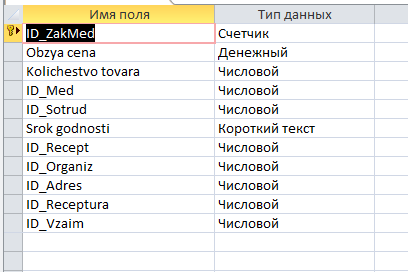 Имя поля Тип данных
ID_ZakMed Счетчик
Obzya cena Денежный
Kolichestvo tovara Числовой
ID_Med Числовой
ID_Sotrud Числовой
Srok godnosti Короткий текст
ID_Recept Числовой
ID_Organiz Числовой
ID_Adres Числовой
ID_Receptura Числовой
ID_Vzaim Числовой